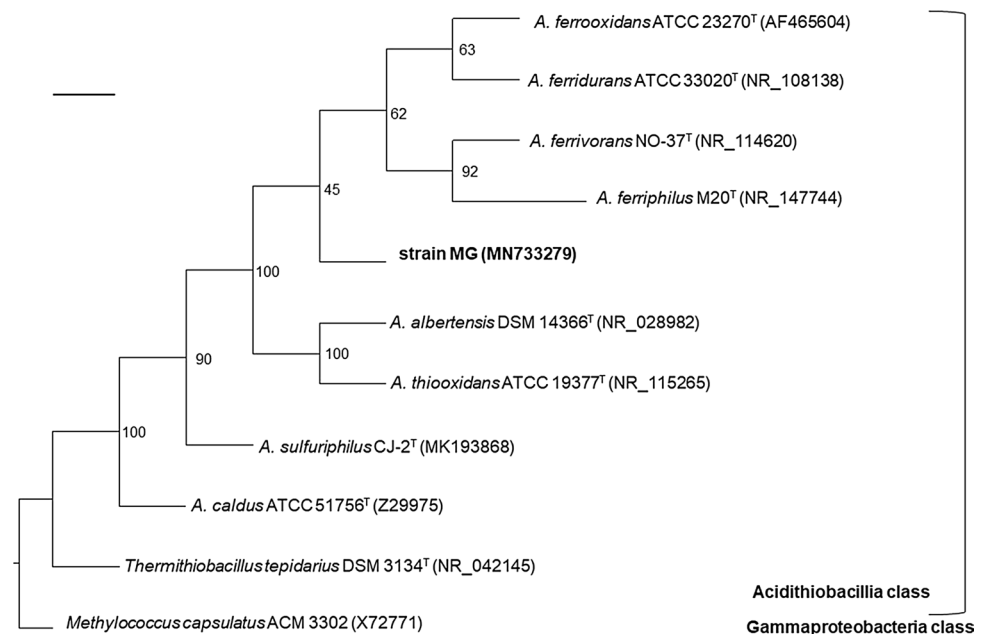 A. ferrooxidans ATCC 23270ᵀ (AF465604)
63
A. ferridurans ATCC 33020ᵀ (NR_108138)
62
A. ferrivorans NO-37ᵀ (NR_114620)
92
A. ferriphilus M20ᵀ (NR_147744)
45
strain MG (MN733279)
100
A. albertensis DSM 14366ᵀ (NR_028982)
100
A. thiooxidans ATCC 19377ᵀ (NR_115265)
90
A. sulfuriphilus CJ-2ᵀ (MK193868)
100
A. caldus ATCC 51756ᵀ (Z29975)
Thermithiobacillus tepidarius DSM 3134ᵀ (NR_042145)
Acidithiobacillia class
Methylococcus capsulatus ACM 3302 (X72771)
Gammaproteobacteria class